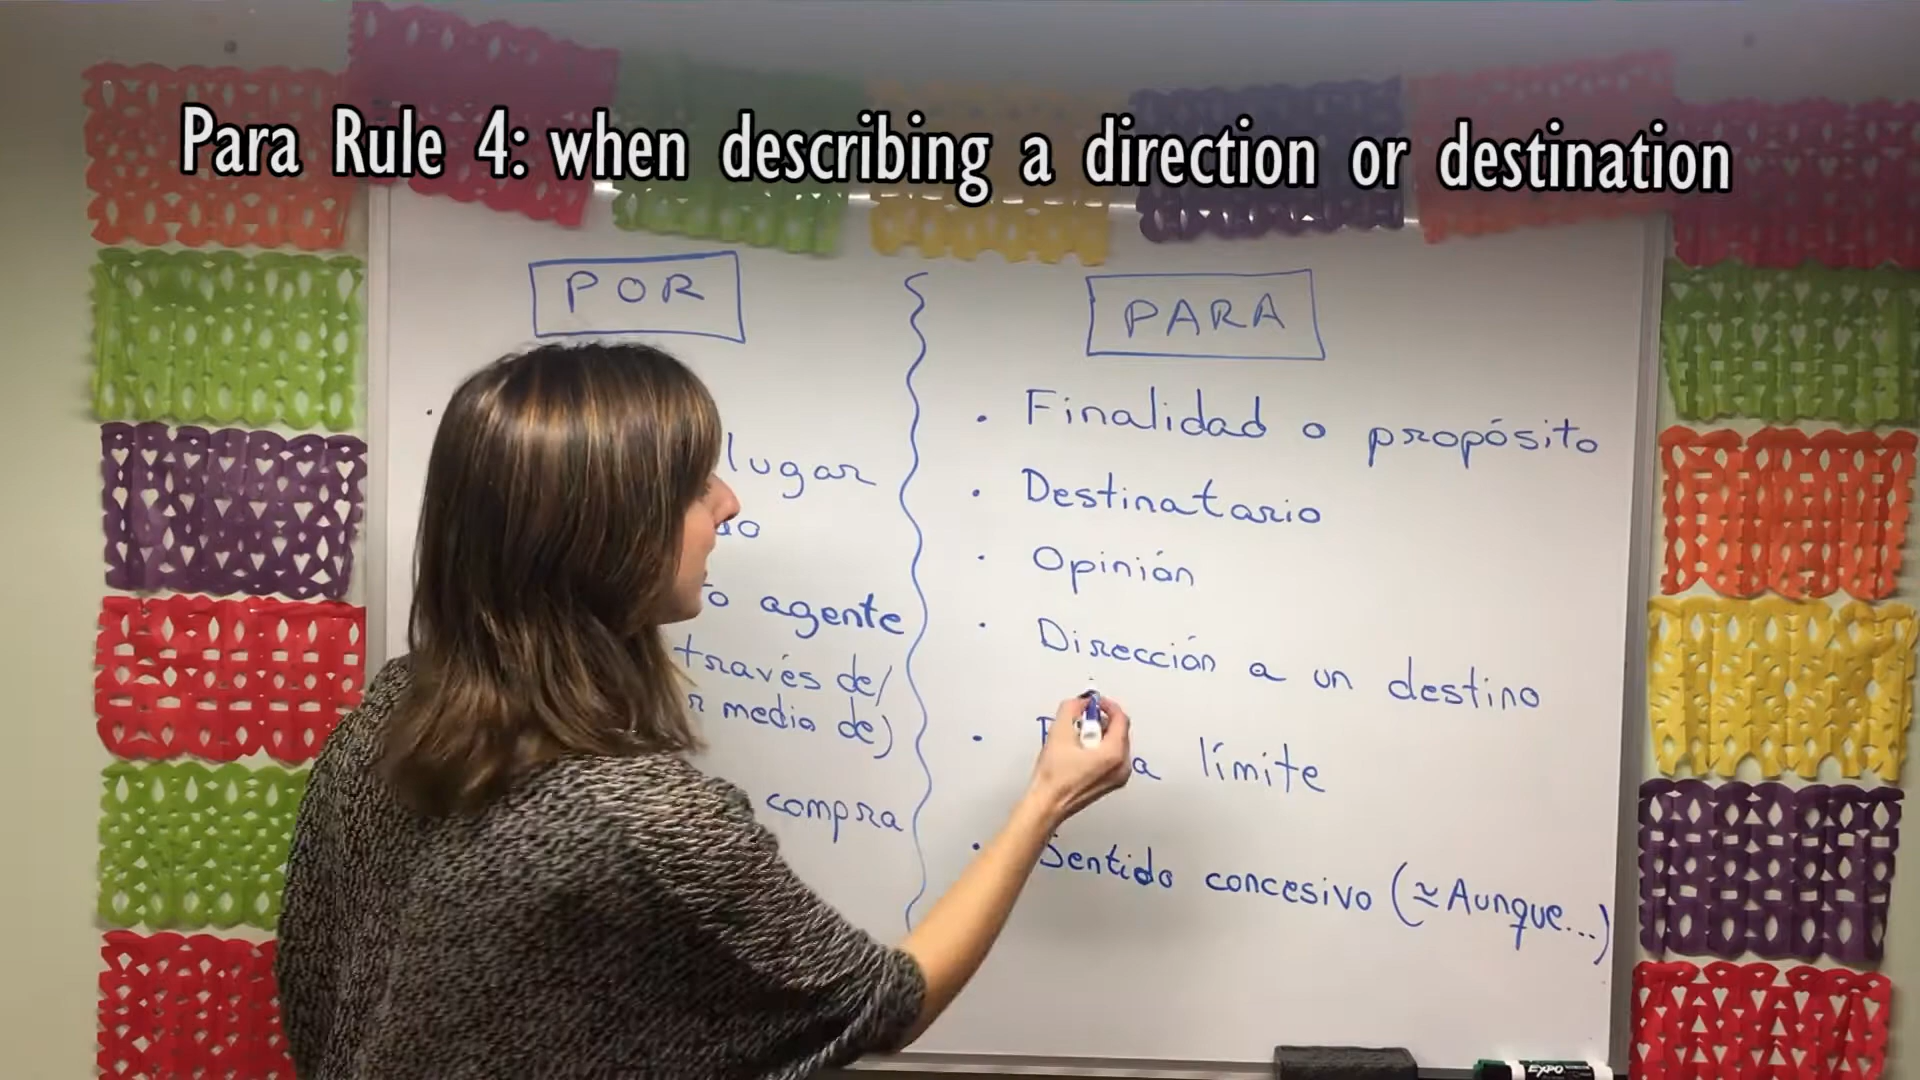 Para Rule 4: when describing a direction or destination
POR
lugar
agente
través de/
medio de)
compra
PARA
. Finalidad o propósito
. Destinatario
. Opinión
. Dirección a un destino
. límite
. Sentido concesivo (≈Aunque...)
EXPO